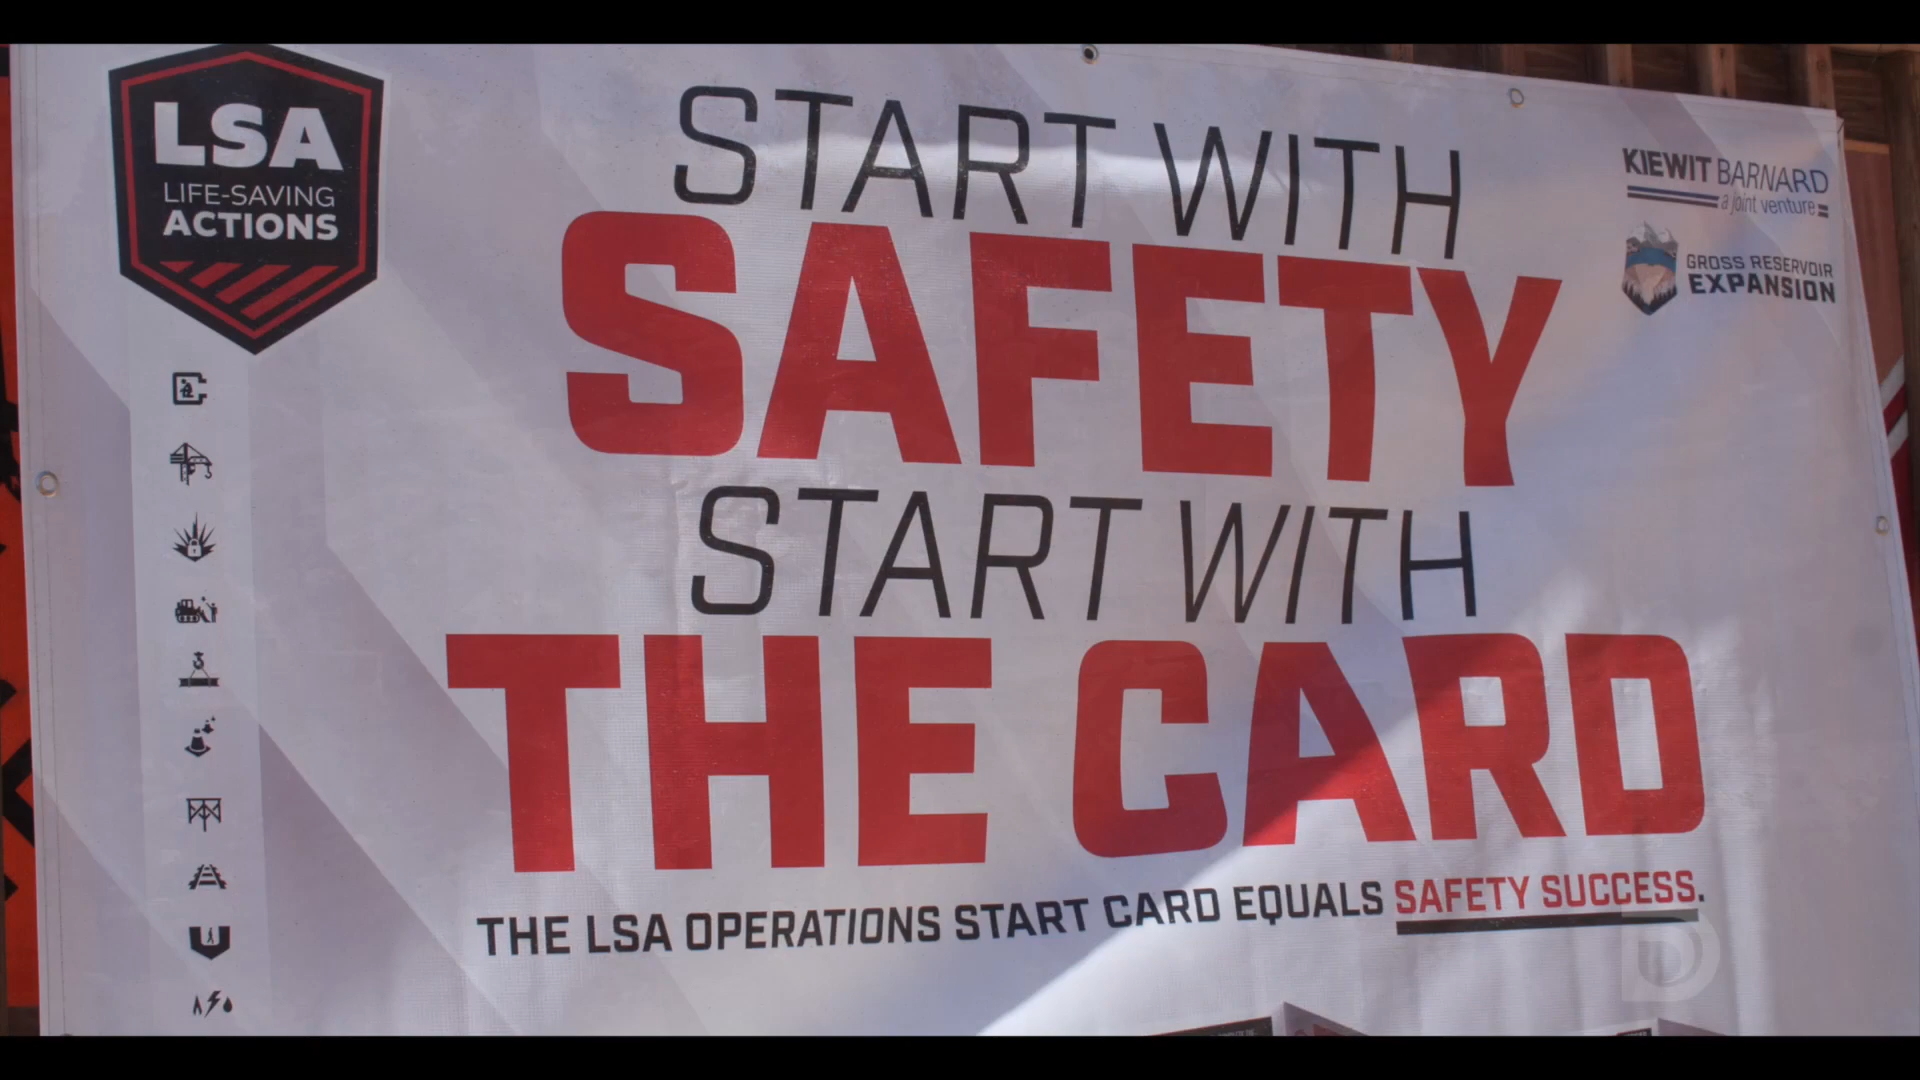 LSA
LIFE-SAVING
ACTIONS
START WITH
SAFETY
START WITH
THE CARD
THE LSA OPERATIONS START CARD EQUALS SAFETY SUCCESS.
KIEWIT BARNARD
a joint venture
GROSS RESERVOIR
EXPANSION